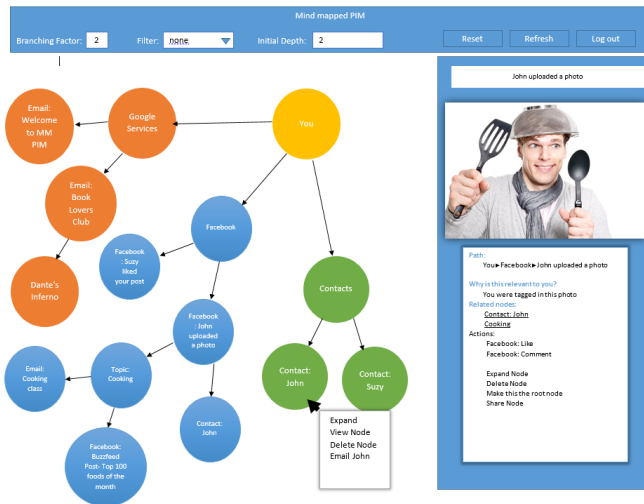 Mind mapped PIM
Branching Factor: 2
Filter: none
Initial Depth: 2
Reset
Refresh
Log out
Email:
Welcome
to MM
PIM
Google
Services
You
Email:
Book
Lovers
Club
Dante's
Inferno
Facebook
Facebook
: Suzy
liked
your post
Facebook
: John
uploaded
a photo
Contacts
Email:
Cooking
class
Topic:
Cooking
Contact:
John
Facebook:
Buzzfeed
Post- Top 100
foods of the
month
Contact:
John
Contact:
Suzy
Expand
View Node
Delete Node
Email John
John uploaded a photo
Path:
You►Facebook►John uploaded a photo
Why is this relevant to you?
You were tagged in this photo
Related nodes:
Contact: John
Cooking
Actions:
Facebook: Like
Facebook: Comment
Expand Node
Delete Node
Make this the root node
Share Node